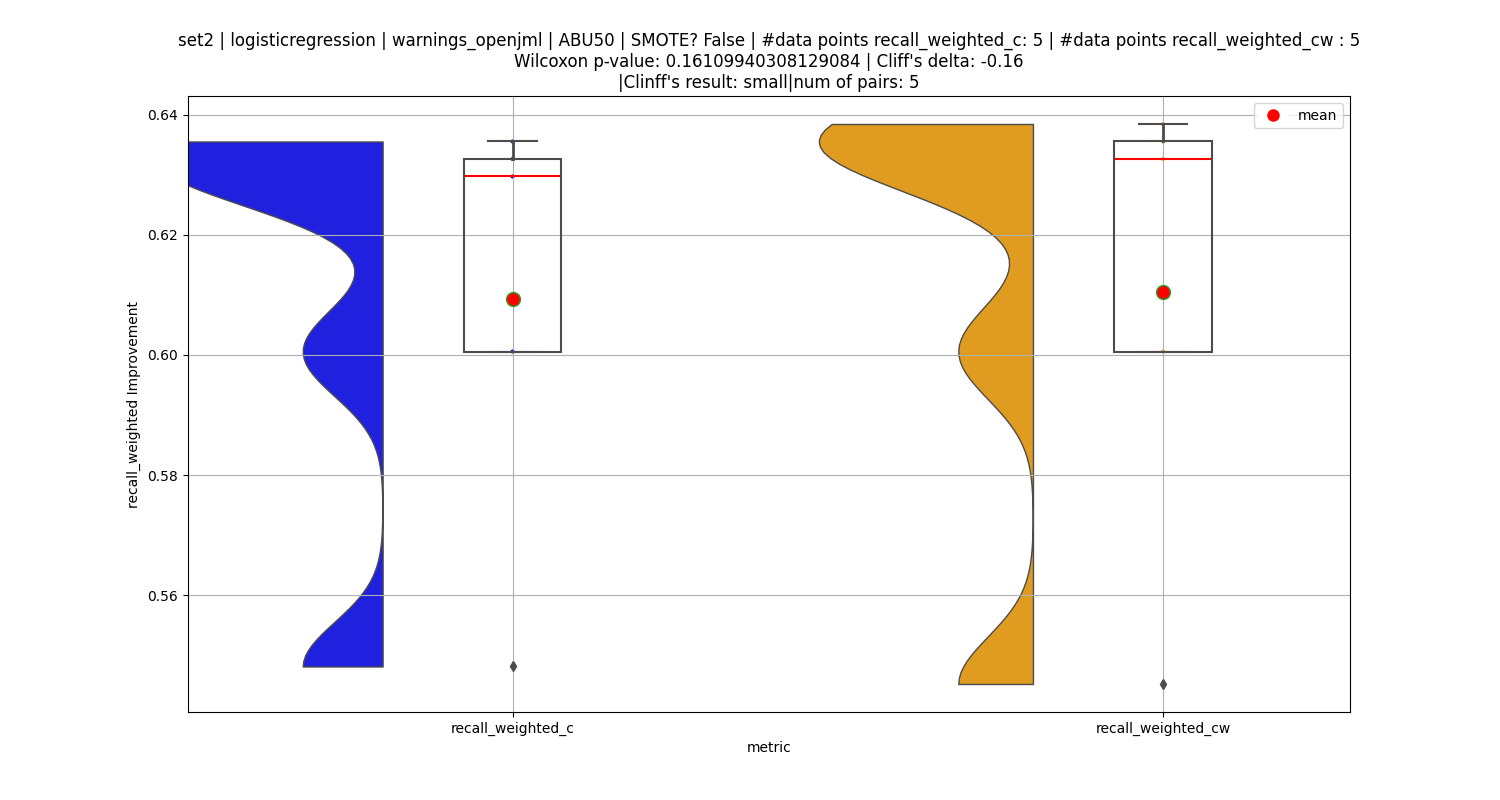 set2 | logisticregression | warnings_openjml | ABU50 | SMOTE? False | #data points recall_weighted_c: 5 | #data points recall_weighted_cw : 5
Wilcoxon p-value: 0.16109940308129084 | Cliff's delta: -0.16
|Clinff's result: small|num of pairs: 5
mean
0.64
0.62
0.60
0.58
0.56
recall_weighted Improvement
recall_weighted_c
recall_weighted_cw
metric